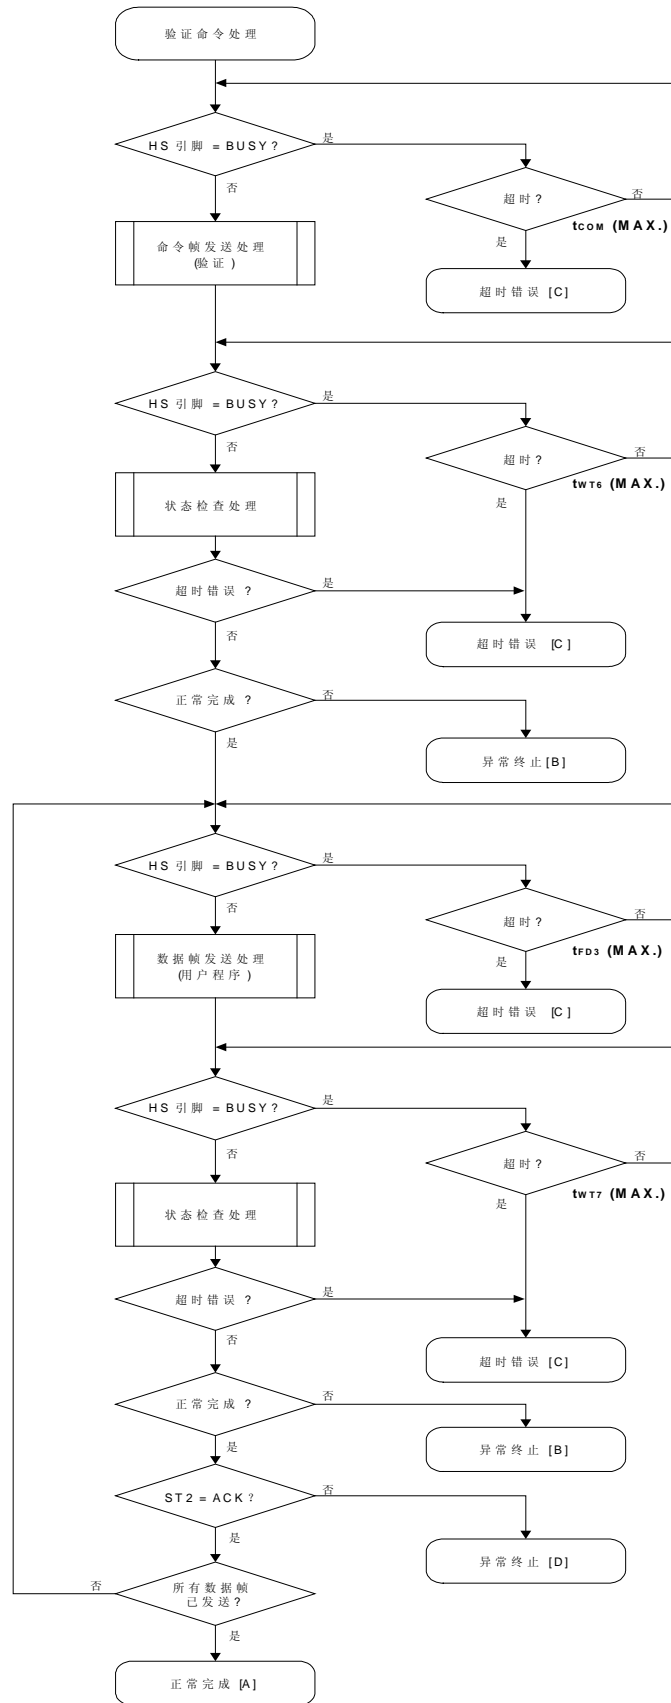 验证命令处理
HS 引脚 = BUSY?
是
否
超时?
否
tCOM (MAX.)
是
命令帧发送处理
(验证)
超时错误 [C]
HS 引脚 = BUSY?
是
否
超时?
否
tWT6 (MAX.)
是
状态检查处理
超时错误 ?
是
否
超时错误 [C]
正常完成 ?
否
是
异常终止[B]
HS 引脚 = BUSY?
是
否
超时?
否
tFD3 (MAX.)
是
数据帧发送处理
(用户程序)
超时错误 [C]
HS 引脚 = BUSY?
是
否
超时?
否
tWT7 (MAX.)
是
状态检查处理
超时错误 ?
是
否
超时错误 [C]
正常完成 ?
否
是
异常终止 [B]
ST2 = ACK?
否
是
异常终止 [D]
所有数据帧
已发送?
否
是
正常完成 [A]